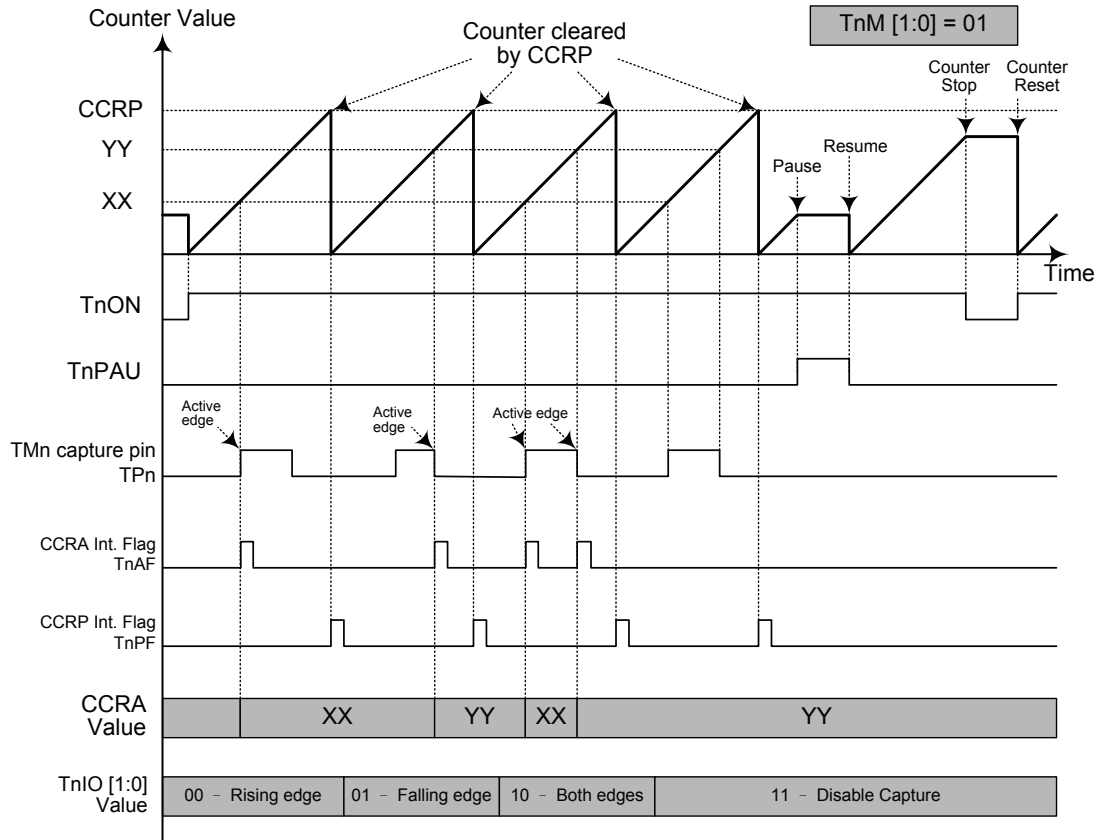 Counter Value
TnM [1:0] = 01
Counter cleared
by CCRP
Counter
Stop
Counter
Reset
CCRP
YY
XX
Pause
Resume
Time
TnON
TnPAU
Active
edge
Active
edge
Active edge
TMn capture pin
TPn
CCRA Int. Flag
TnAF
CCRP Int. Flag
TnPF
CCRA
Value
XX
YY
XX
YY
TnIO [1:0]
Value
00 – Rising edge
01 – Falling edge
10 – Both edges
11 – Disable Capture